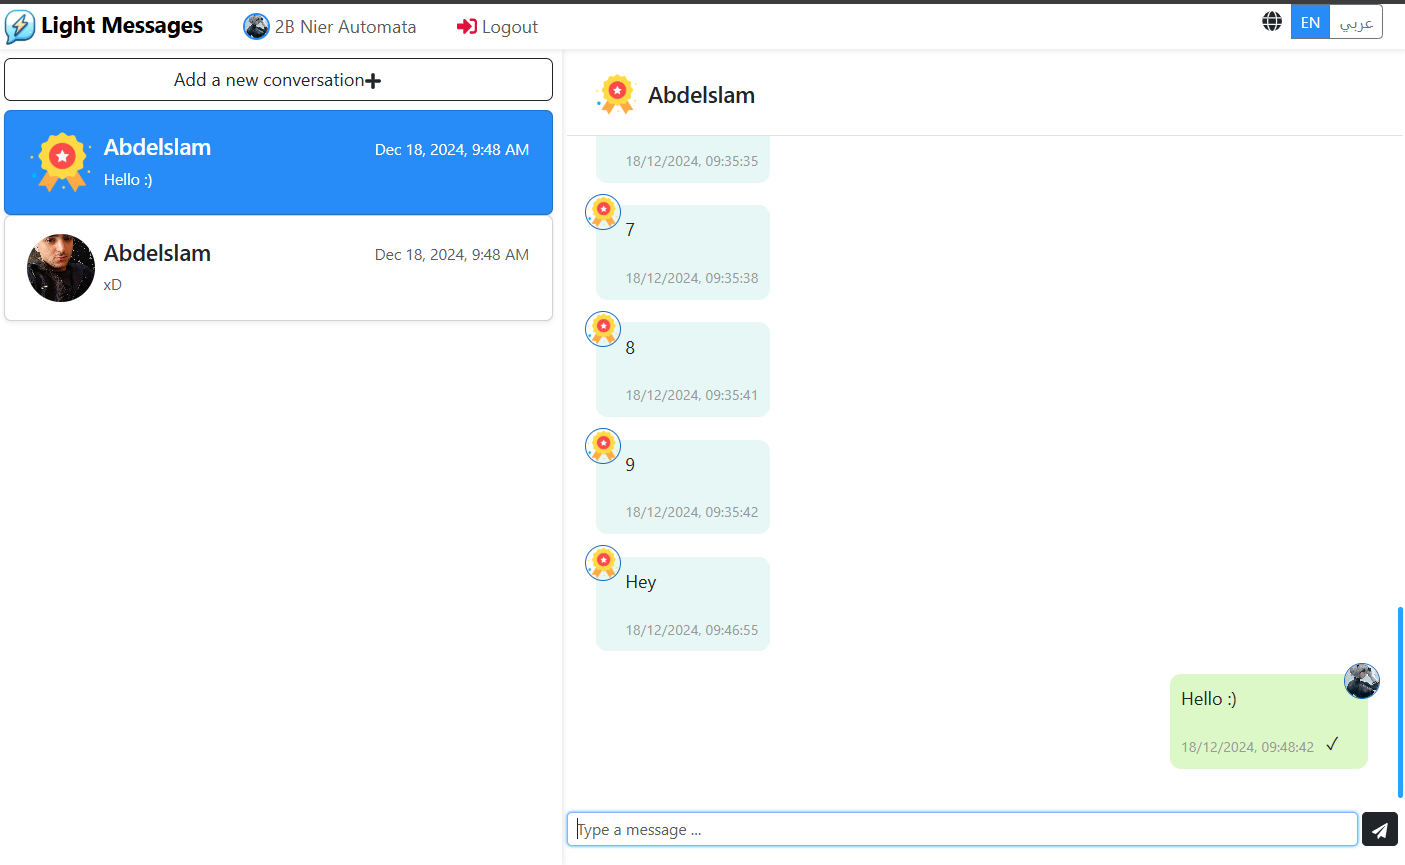 Light Messages
2B Nier Automata
Logout
EN
عربي
Add a new conversation
Abdelslam
Dec 18, 2024, 9:48 AM
Hello :)
Abdelslam
Dec 18, 2024, 9:48 AM
xD
Abdelslam
18/12/2024, 09:35:35
7
18/12/2024, 09:35:38
8
18/12/2024, 09:35:41
9
18/12/2024, 09:35:42
Hey
18/12/2024, 09:46:55
Hello :)
18/12/2024, 09:48:42 ✓
Type a message ...